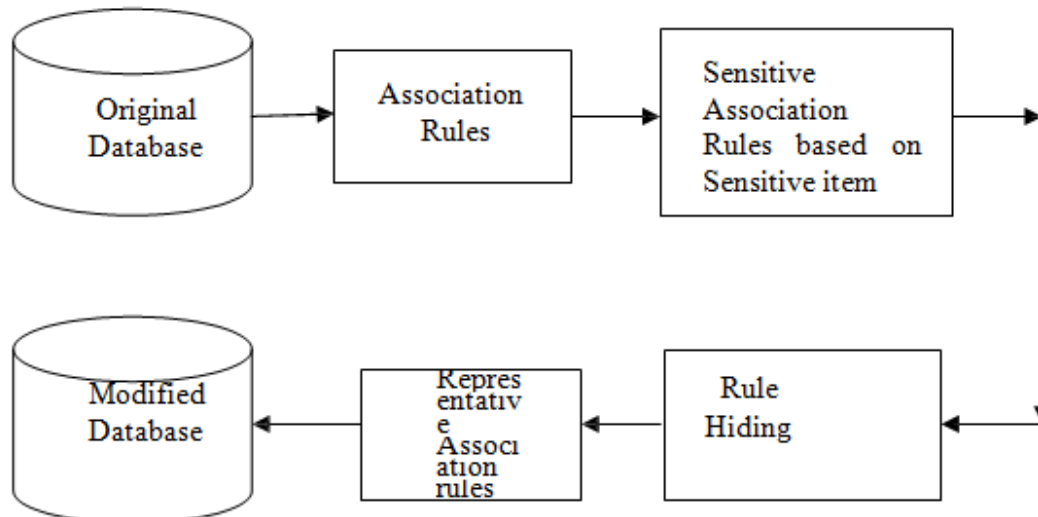 Original
Database
Association
Rules
Sensitive
Association
Rules based on
Sensitive item
Modified
Database
Repres
entativ
e
Associ
ation
rules
Rule
Hiding